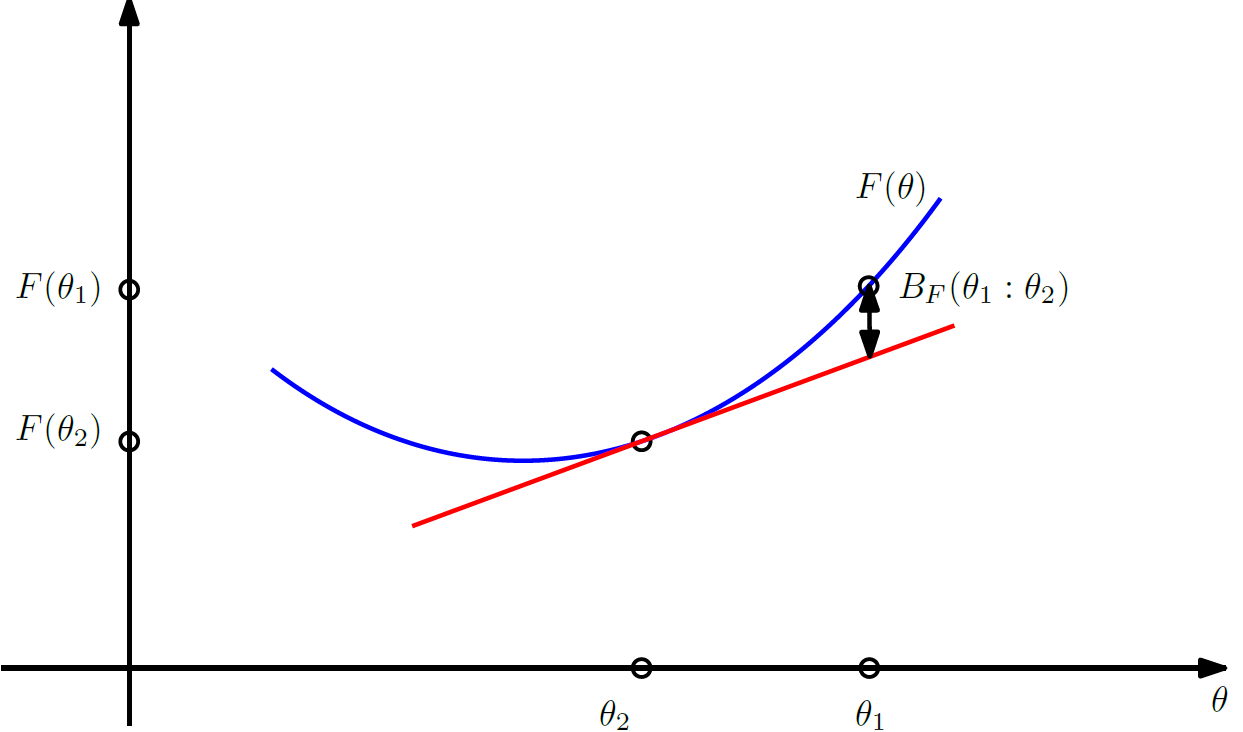 F(θ)
F(θ₁)
B_F(θ₁ : θ₂)
F(θ₂)
θ₂
θ₁
θ